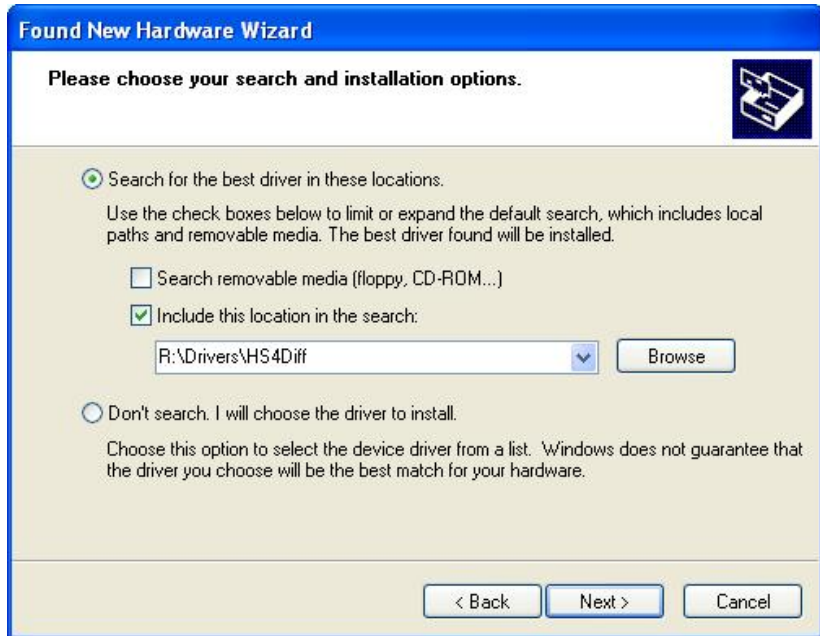 Found New Hardware Wizard
Please choose your search and installation options.
Search for the best driver in these locations.
Use the check boxes below to limit or expand the default search, which includes local
paths and removable media. The best driver found will be installed.
Search removable media (floppy, CD-ROM...)
Include this location in the search:
R:\Drivers\HS4Diff
Browse
Don't search. I will choose the driver to install.
Choose this option to select the device driver from a list. Windows does not guarantee that
the driver you choose will be the best match for your hardware.
< Back Next > Cancel